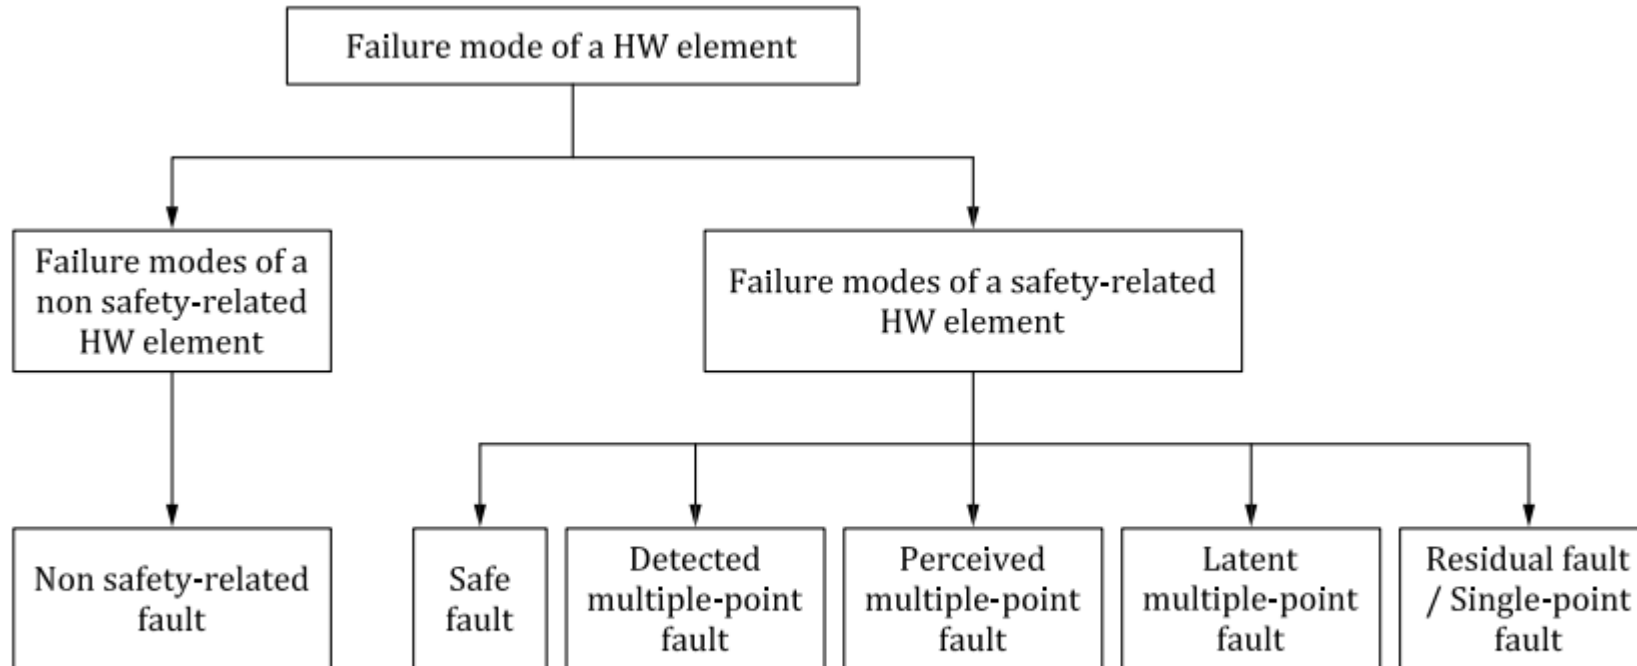 Failure mode of a HW element
Failure modes of a
non safety-related
HW element
Failure modes of a safety-related
HW element
Non safety-related
fault
Safe
fault
Detected
multiple-point
fault
Perceived
multiple-point
fault
Latent
multiple-point
fault
Residual fault
/ Single-point
fault